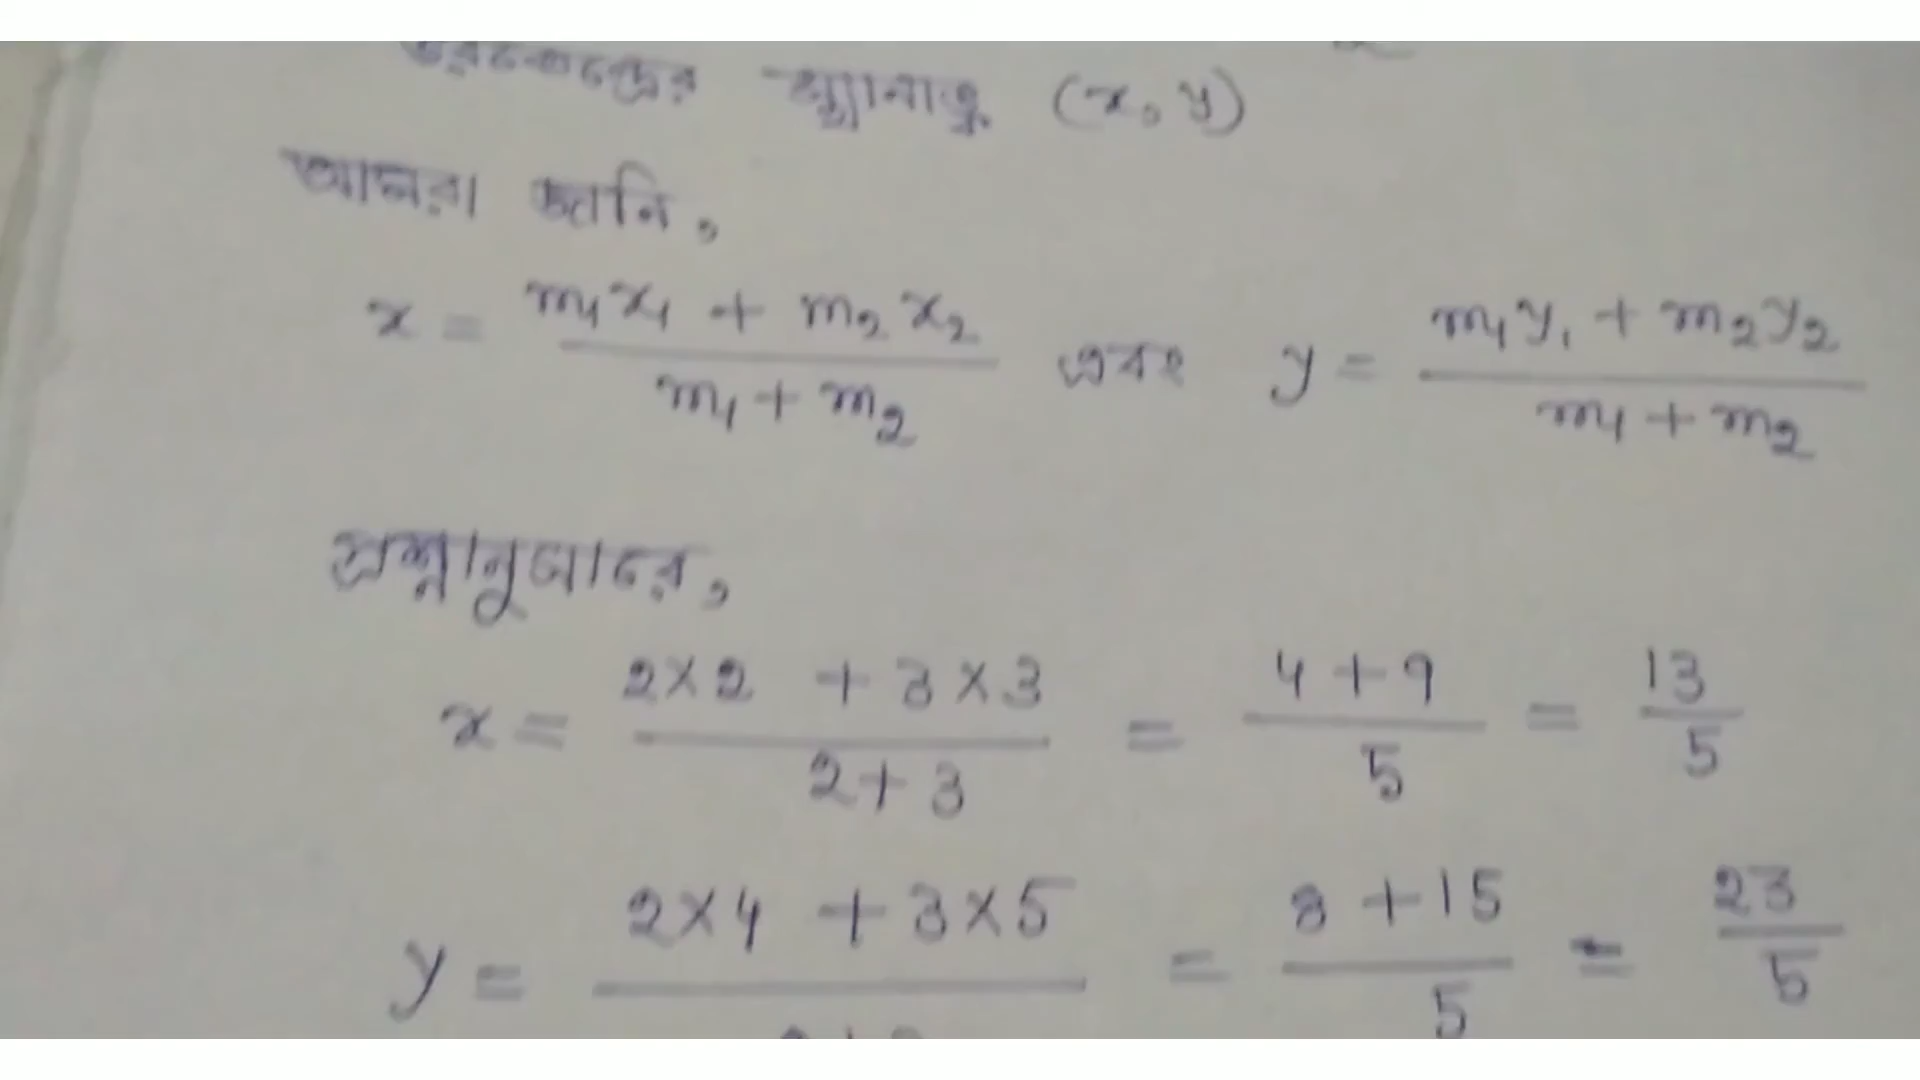 ভরকেন্দ্রের স্থানাঙ্ক (x, y)
আমরা জানি,
x = (m₁x₁ + m₂x₂)/(m₁ + m₂) এবং y = (m₁y₁ + m₂y₂)/(m₁ + m₂)
প্রশ্নানুসারে,
x = (2×2 + 3×3)/(2+3) = (4+9)/5 = 13/5
y = (2×4 + 3×5)/ = (8+15)/5 = 23/5